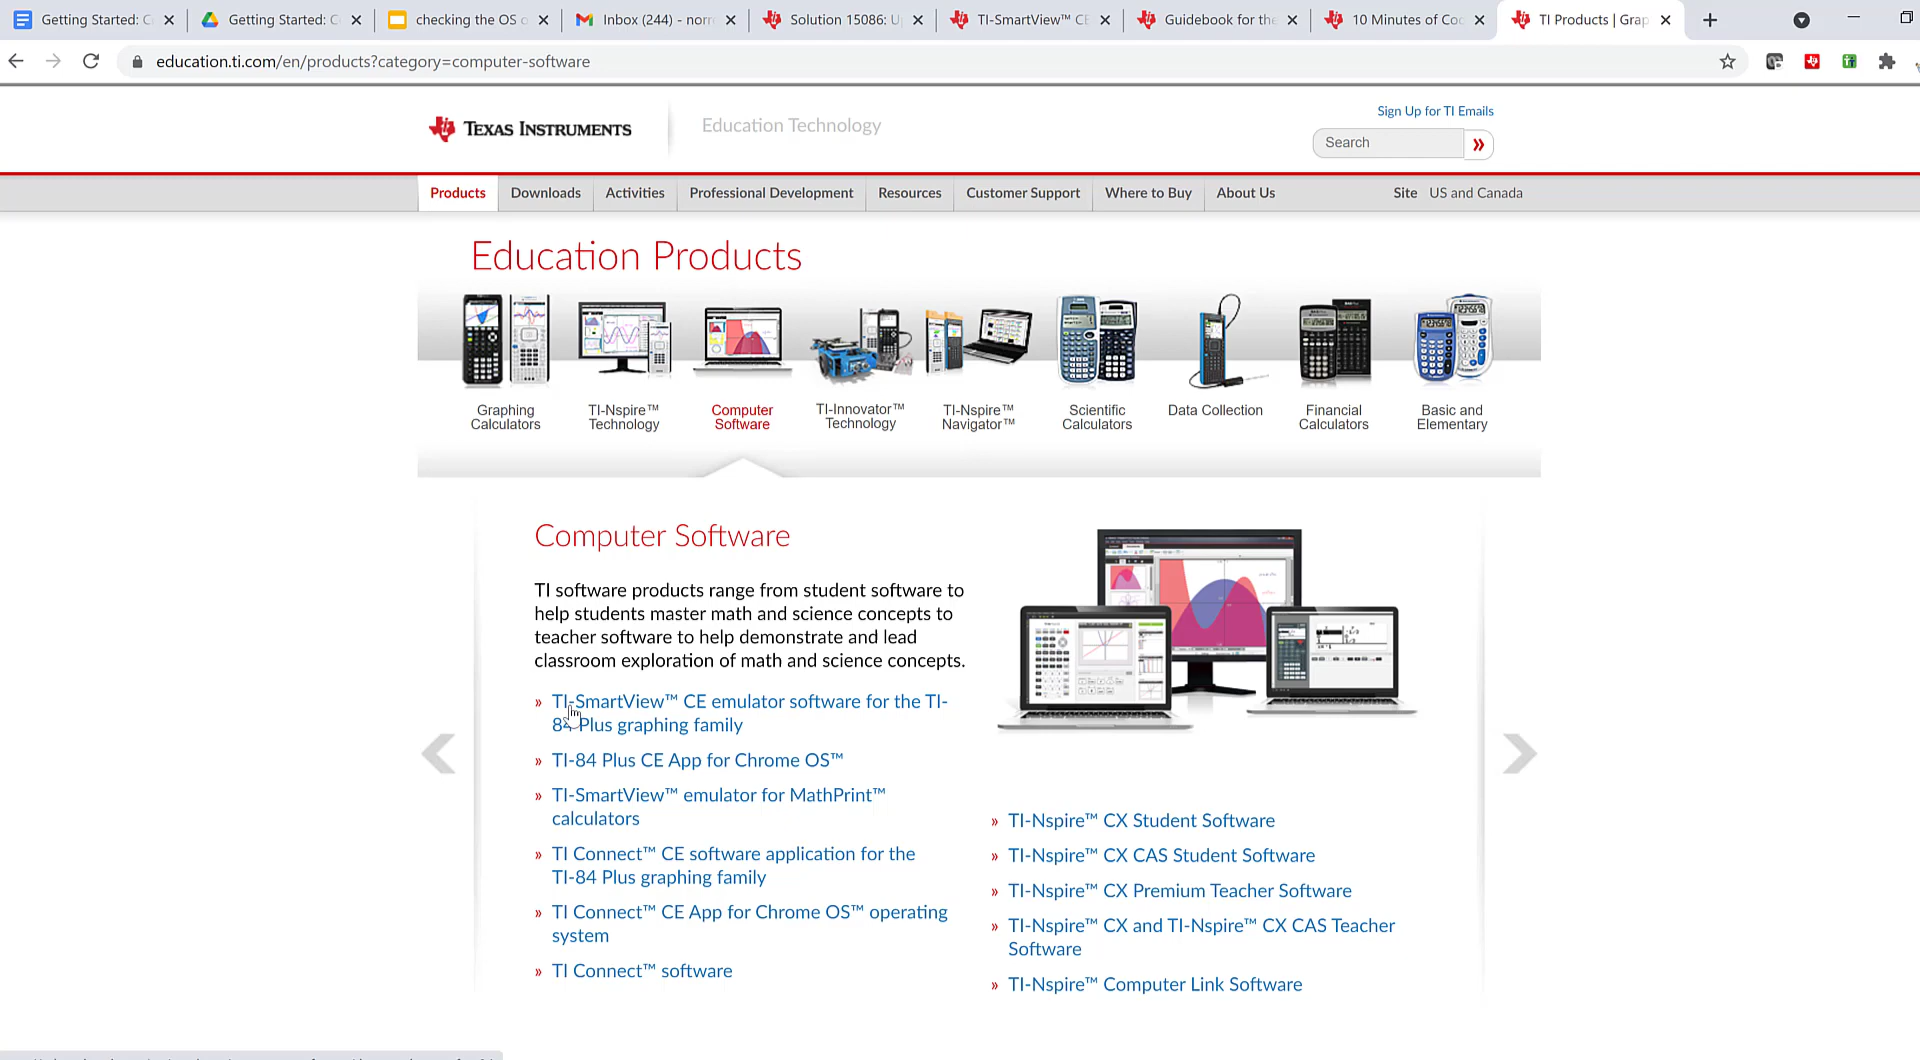 Getting Started: C
Getting Started: C
checking the OS o
Inbox (244) - norr
Solution 15086: U
TI-SmartView™ CE
Guidebook for the
10 Minutes of Coc
TI Products | Grap
education.ti.com/en/products?category=computer-software
Sign Up for TI Emails
TEXAS INSTRUMENTS
Education Technology
Search
Products
Downloads
Activities
Professional Development
Resources
Customer Support
Where to Buy
About Us
Site US and Canada
Education Products
Graphing
Calculators
TI-Nspire™
Technology
Computer
Software
TI-Innovator™
Technology
TI-Nspire™
Navigator™
Scientific
Calculators
Data Collection
Financial
Calculators
Basic and
Elementary
Computer Software
TI software products range from student software to
help students master math and science concepts to
teacher software to help demonstrate and lead
classroom exploration of math and science concepts.
» TI-SmartView™ CE emulator software for the TI-
84 Plus graphing family
» TI-84 Plus CE App for Chrome OS™
» TI-SmartView™ emulator for MathPrint™
calculators
» TI Connect™ CE software application for the
TI-84 Plus graphing family
» TI Connect™ CE App for Chrome OS™ operating
system
» TI Connect™ software
» TI-Nspire™ CX Student Software
» TI-Nspire™ CX CAS Student Software
» TI-Nspire™ CX Premium Teacher Software
» TI-Nspire™ CX and TI-Nspire™ CX CAS Teacher
Software
» TI-Nspire™ Computer Link Software